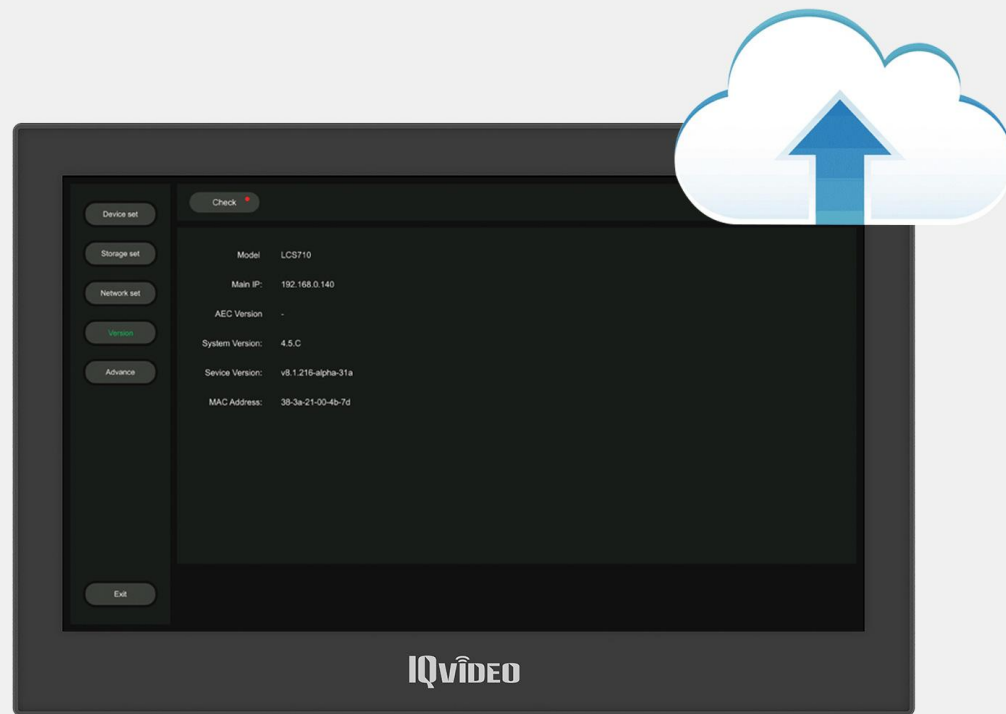 Check
Device set
Storage set
Network set
Version
Advance
Exit
Model LCS710
Main IP: 192.168.0.140
AEC Version -
System Version: 4.5.C
Sevice Version: v8.1.216-alpha-31a
MAC Address: 38-3a-21-00-4b-7d
IQVIDEO